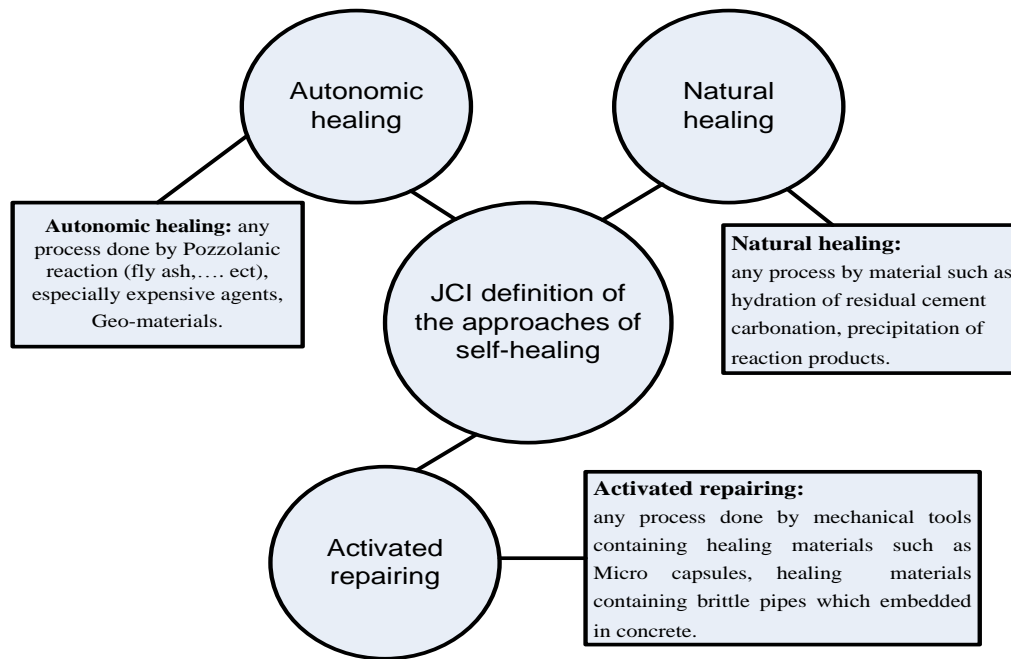 Autonomic
healing
Natural
healing
Autonomic healing: any
process done by Pozzolanic
reaction (fly ash,…. ect),
especially expensive agents,
Geo-materials.
JCI definition of
the approaches of
self-healing
Natural healing:
any process by material such as
hydration of residual cement
carbonation, precipitation of
reaction products.
Activated
repairing
Activated repairing:
any process done by mechanical tools
containing healing materials such as
Micro capsules, healing materials
containing brittle pipes which embedded
in concrete.